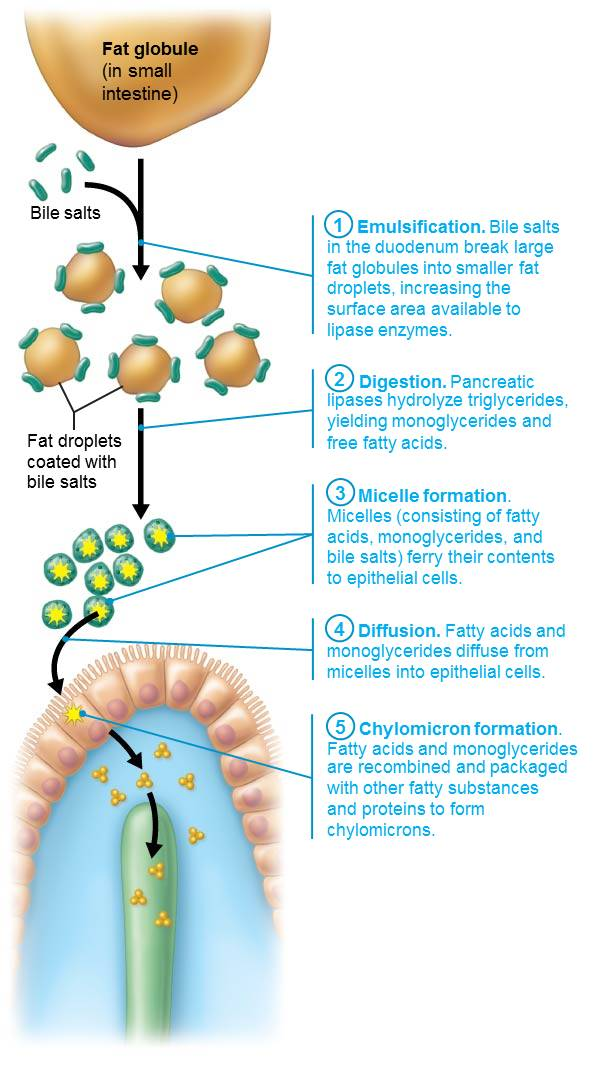 Fat globule
(in small
intestine)
Bile salts
1 Emulsification. Bile salts
in the duodenum break large
fat globules into smaller fat
droplets, increasing the
surface area available to
lipase enzymes.
2 Digestion. Pancreatic
lipases hydrolyze triglycerides,
yielding monoglycerides and
free fatty acids.
Fat droplets
coated with
bile salts
3 Micelle formation.
Micelles (consisting of fatty
acids, monoglycerides, and
bile salts) ferry their contents
to epithelial cells.
4 Diffusion. Fatty acids and
monoglycerides diffuse from
micelles into epithelial cells.
5 Chylomicron formation.
Fatty acids and monoglycerides
are recombined and packaged
with other fatty substances
and proteins to form
chylomicrons.